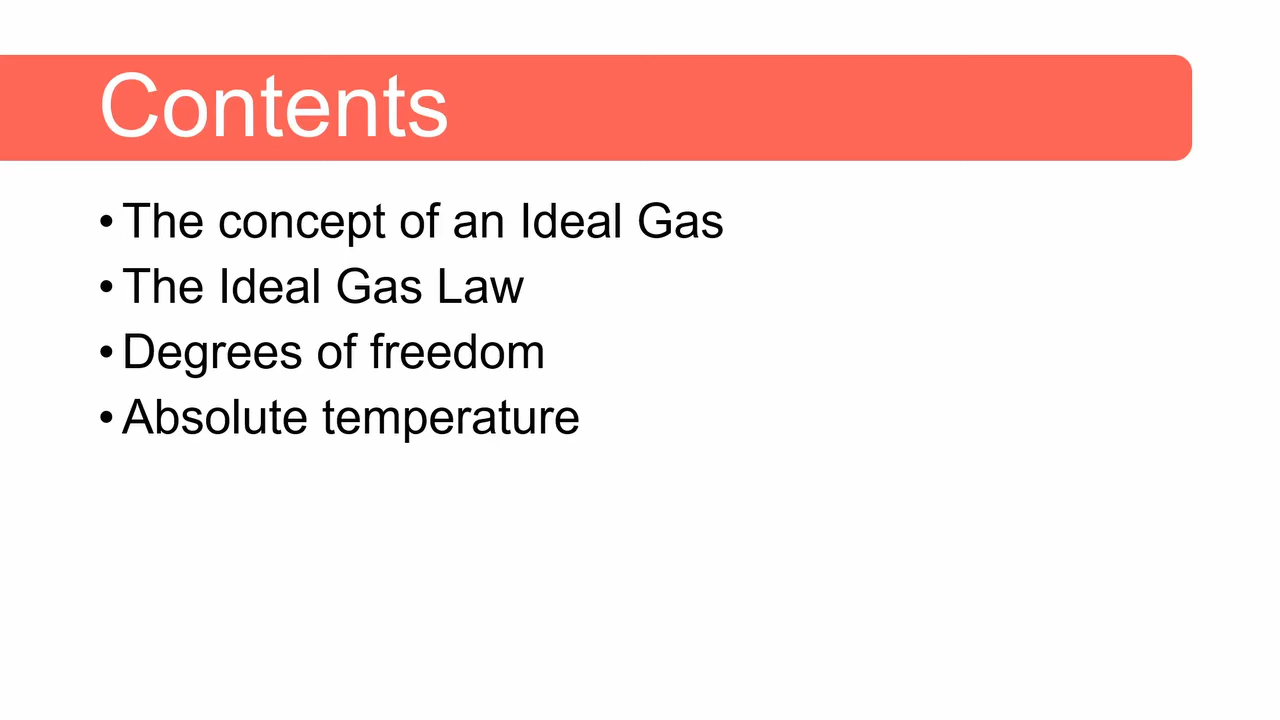 Contents
• The concept of an Ideal Gas
• The Ideal Gas Law
• Degrees of freedom
• Absolute temperature